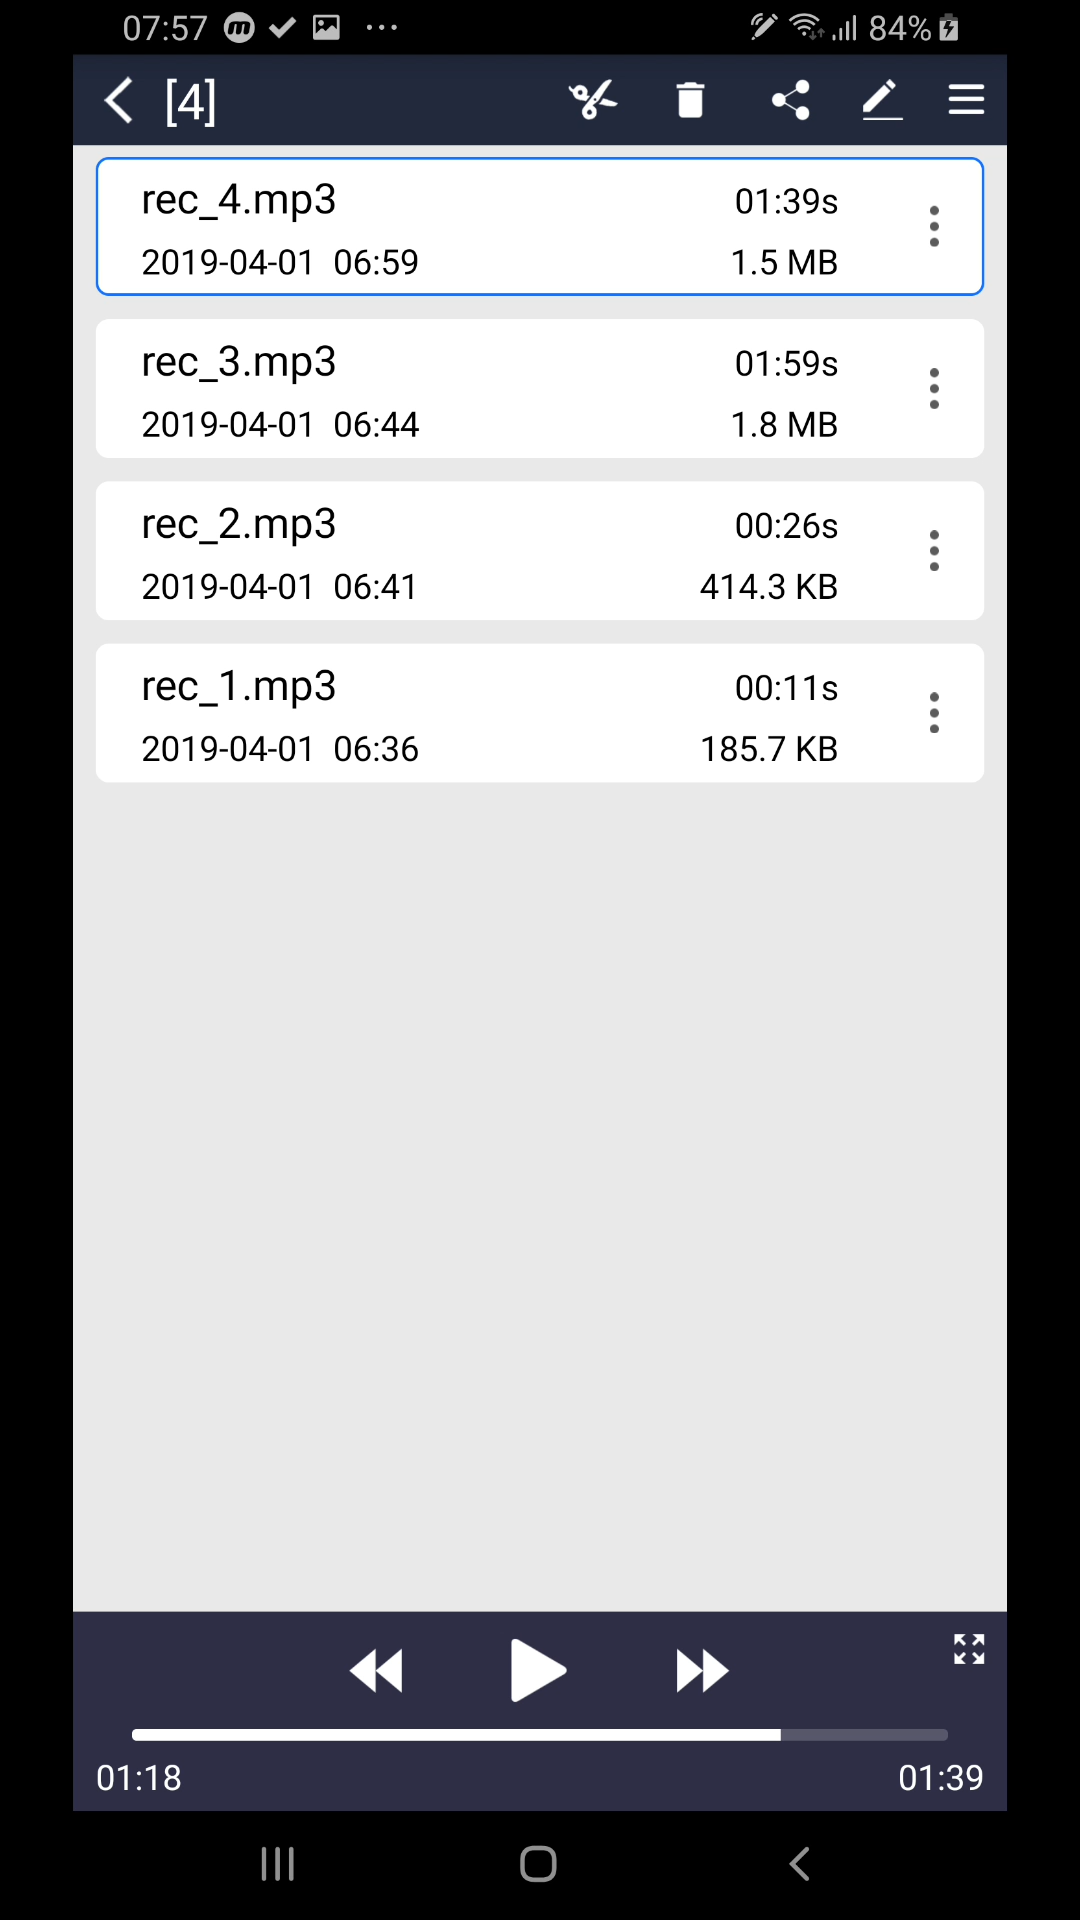 07:57 m 84%
[4]
rec_4.mp3 01:39s
2019-04-01 06:59 1.5 MB
rec_3.mp3 01:59s
2019-04-01 06:44 1.8 MB
rec_2.mp3 00:26s
2019-04-01 06:41 414.3 KB
rec_1.mp3 00:11s
2019-04-01 06:36 185.7 KB
01:18 01:39